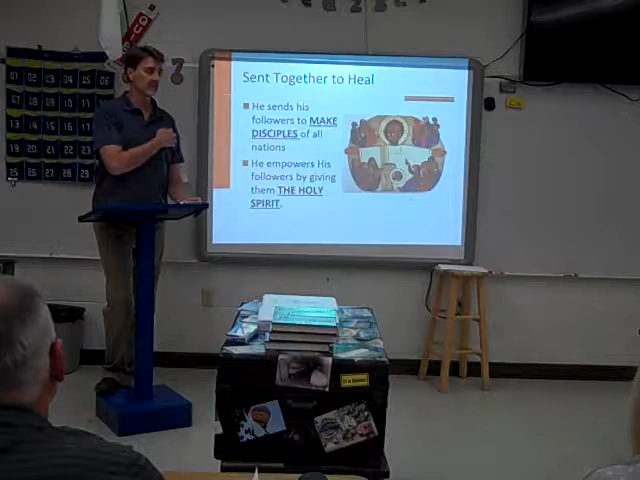 Sent Together to Heal
He sends his
followers to MAKE
DISCIPLES of all
nations
He empowers His
followers by giving
them THE HOLY
SPIRIT.
01 02 03 04 05 06
07 08 09 10 11 12
13 14 15 16 17 18
19 20 21 22 23 24
25 26 27 28 29